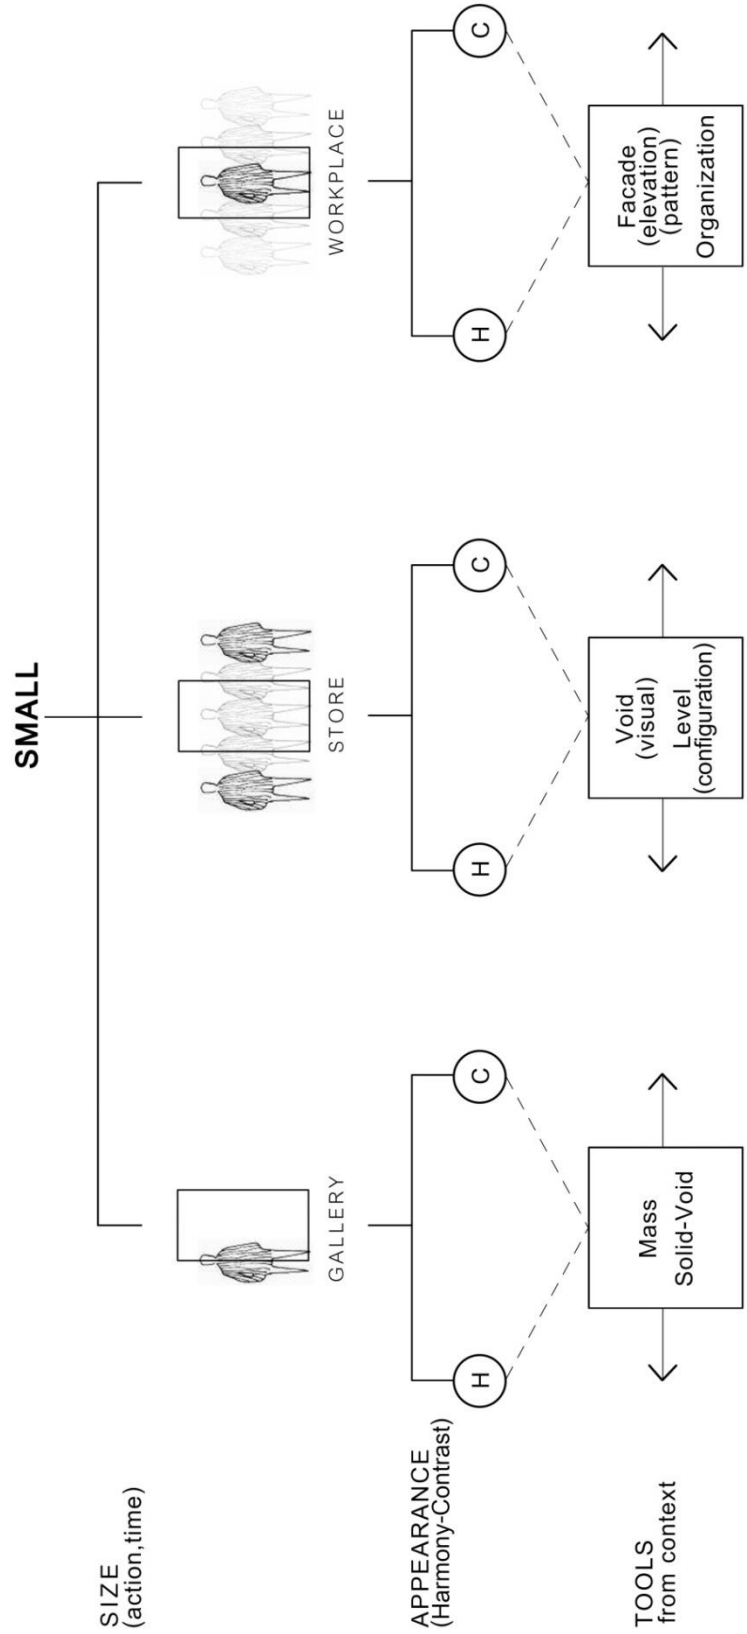 SMALL
SIZE
(action,time)
GALLERY
STORE
WORKPLACE
APPEARANCE
(Harmony-Contrast)
H
C
H
C
H
C
TOOLS
from context
Mass
Solid-Void
Void
(visual)
Level
(configuration)
Facade
(elevation)
(pattern)
Organization